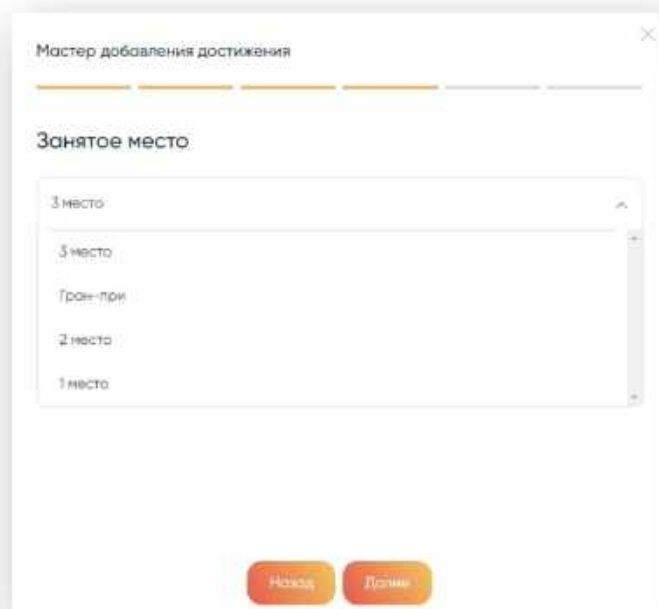 Мастер добавления достижения
Занятое место
3 место
3 место
Гран-при
2 место
1 место
Назад
Далее